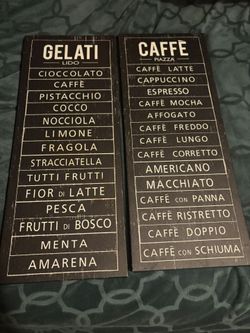 GELATI
LIDO
CIOCCOLATO
CAFFÈ
PISTACCHIO
COCCO
NOCCIOLA
LIMONE
FRAGOLA
STRACCIATELLA
TUTTI FRUTTI
FIOR DI LATTE
PESCA
FRUTTI DI BOSCO
MENTA
AMARENA
CAFFÈ
PIAZZA
CAFFÈ LATTE
CAPPUCCINO
ESPRESSO
CAFFÈ MOCHA
AFFOGATO
CAFFÈ FREDDO
CAFFÈ LUNGO
CAFFÈ CORRETTO
AMERICANO
MACCHIATO
CAFFÈ CON PANNA
CAFFÈ RISTRETTO
CAFFÈ DOPPIO
CAFFÈ CON SCHIUMA